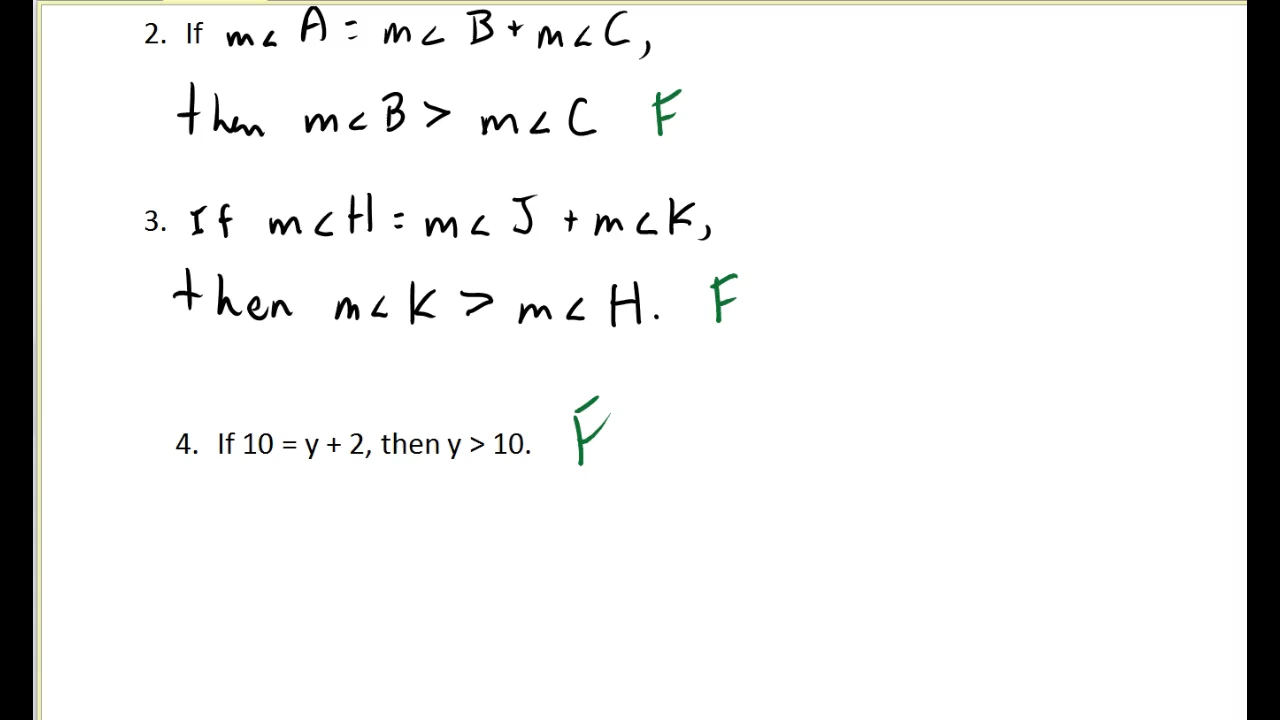 2. If m∠A = m∠B + m∠C,
then m∠B > m∠C F
3. If m∠H = m∠J + m∠K,
then m∠K > m∠H. F
4. If 10 = y + 2, then y > 10. F